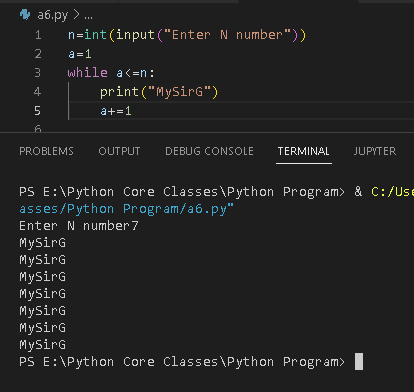 a6.py > ...
1 n=int(input("Enter N number"))
2 a=1
3 while a<=n:
4 print("MySirG")
5 a+=1
6
PROBLEMS OUTPUT DEBUG CONSOLE TERMINAL JUPYTER
PS E:\Python Core Classes\Python Program> & C:/Use
asses/Python Program/a6.py"
Enter N number7
MySirG
MySirG
MySirG
MySirG
MySirG
MySirG
MySirG
PS E:\Python Core Classes\Python Program>